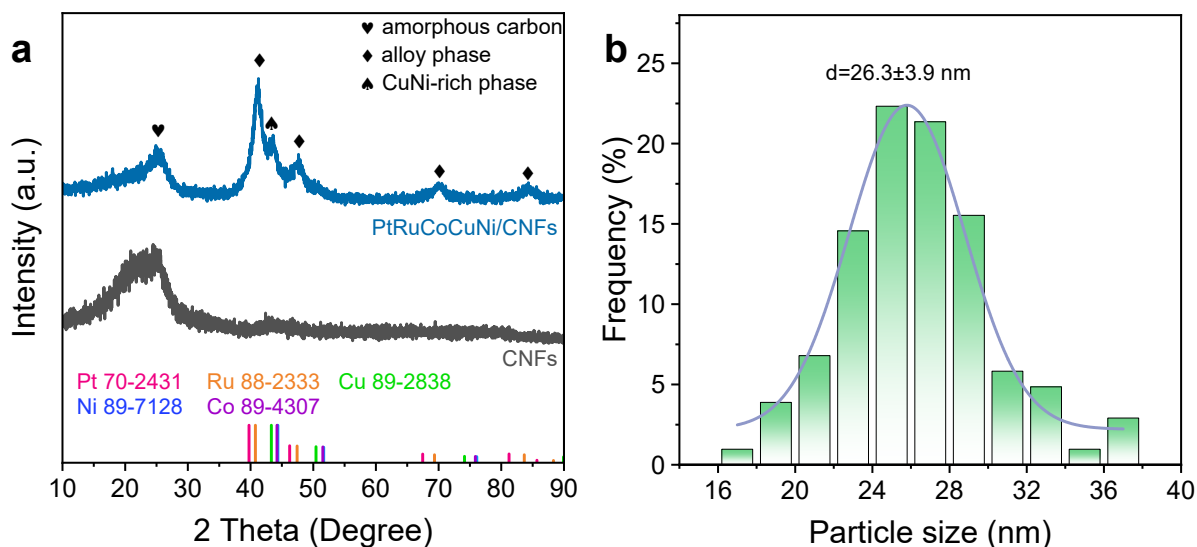 a
♥ amorphous carbon
♦ alloy phase
♠ CuNi-rich phase
PtRuCoCuNi/CNFs
CNFs
Pt 70-2431 Ru 88-2333 Cu 89-2838
Ni 89-7128 Co 89-4307
10 20 30 40 50 60 70 80 90
2 Theta (Degree)
Intensity (a.u.)
b
d=26.3±3.9 nm
25
20
15
10
5
0
16 20 24 28 32 36 40
Particle size (nm)
Frequency (%)